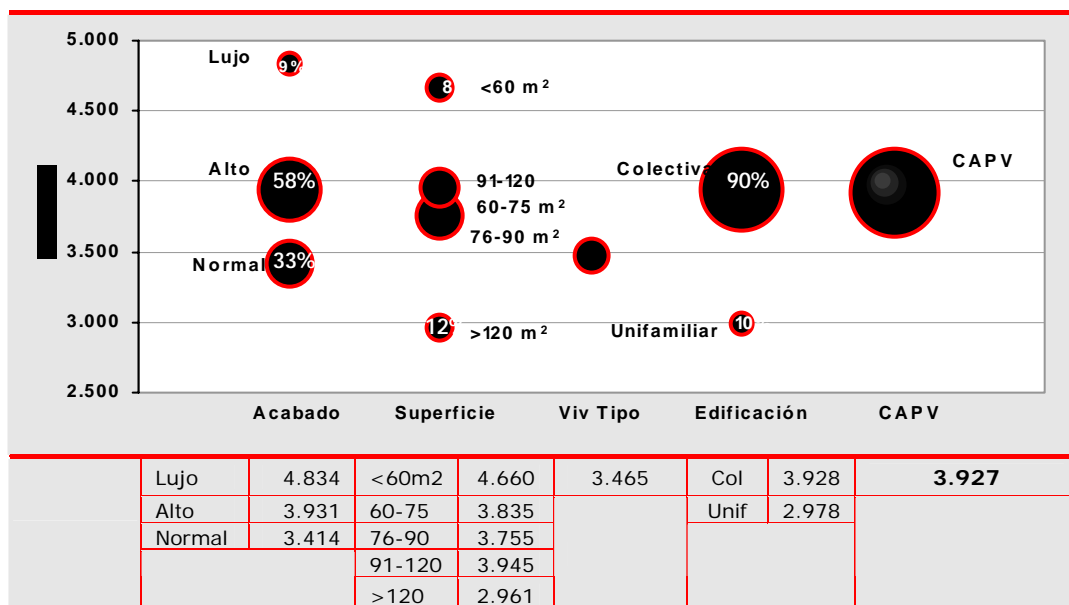 5.000
Lujo
9%
8
<60 m²
4.500
Alto
58%
91-120
Colectiva
90%
CAPV
4.000
60-75 m²
76-90 m²
3.500
Normal
33%
3.000
12%
>120 m²
Unifamiliar
10
2.500
Acabado Superficie Viv Tipo Edificación CAPV
Lujo 4.834 <60m2 4.660 3.465 Col 3.928 3.927
Alto 3.931 60-75 3.835 Unif 2.978
Normal 3.414 76-90 3.755
91-120 3.945
>120 2.961